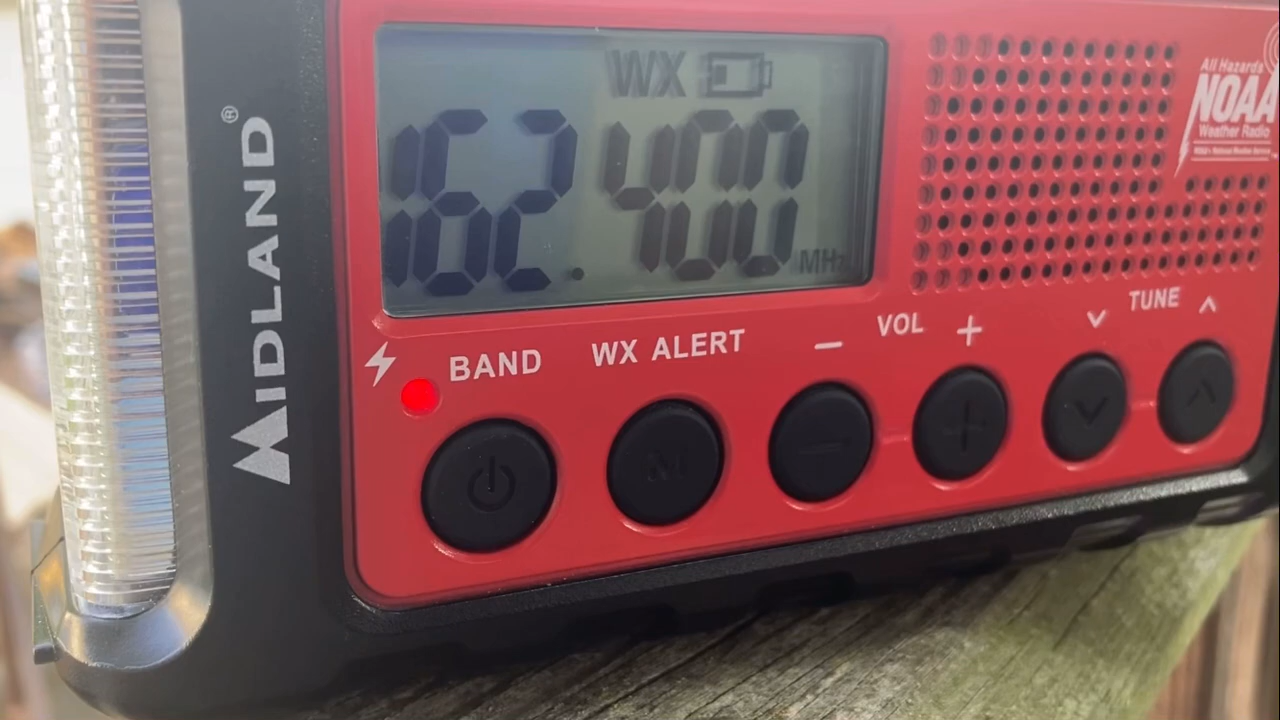 MIDLAND®
WX
162.400
MHz
BAND
WX ALERT
− VOL +
TUNE
M
All Hazards
NOAA
Weather Radio